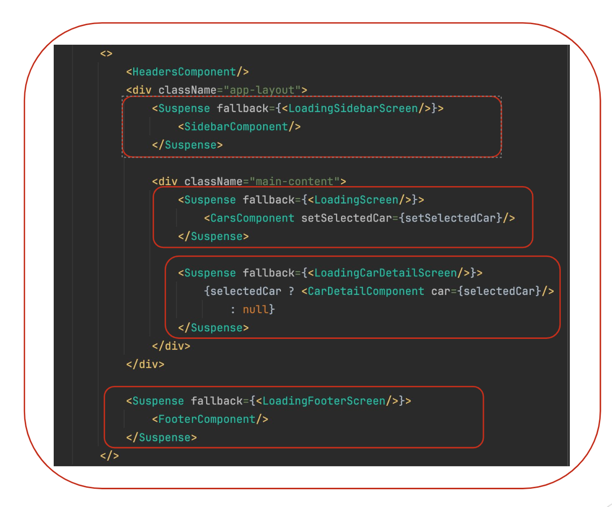 <>
<HeadersComponent/>
<div className="app-layout">
<Suspense fallback={<LoadingSidebarScreen/>}>
<SidebarComponent/>
</Suspense>
<div className="main-content">
<Suspense fallback={<LoadingScreen/>}>
<CarsComponent setSelectedCar={setSelectedCar}/>
</Suspense>
<Suspense fallback={<LoadingCarDetailScreen/>}>
{selectedCar ? <CarDetailComponent car={selectedCar}/>
: null}
</Suspense>
</div>
</div>
<Suspense fallback={<LoadingFooterScreen/>}>
<FooterComponent/>
</Suspense>
</>